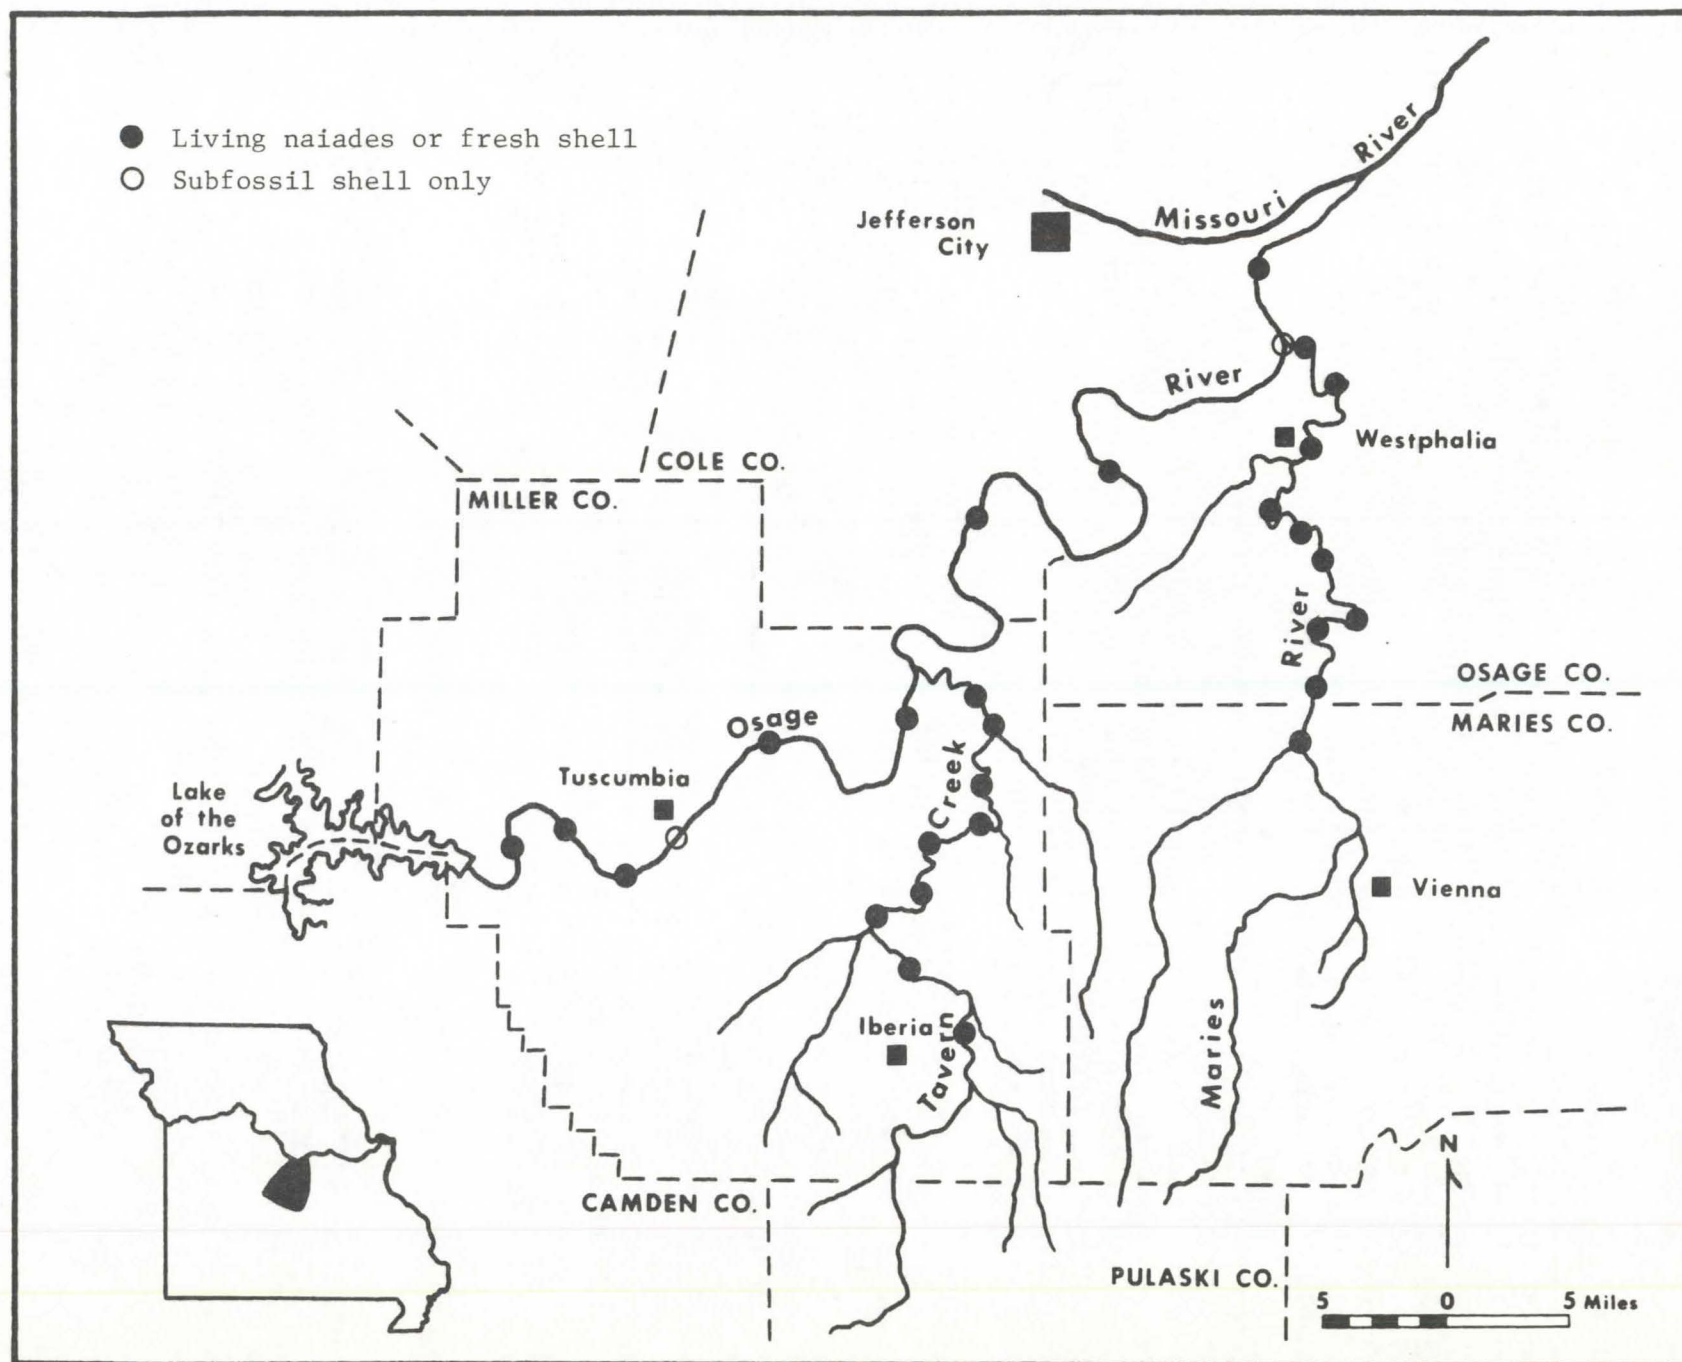 Living naiades or fresh shell
Subfossil shell only
River
Missouri
Jefferson
City
River
Westphalia
COLE CO.
MILLER CO.
River
OSAGE CO.
MARIES CO.
Osage
Tuscumbia
Creek
Lake
of the
Ozarks
Vienna
Iberia
Tavern
Maries
N
CAMDEN CO.
PULASKI CO.
5 0 5 Miles